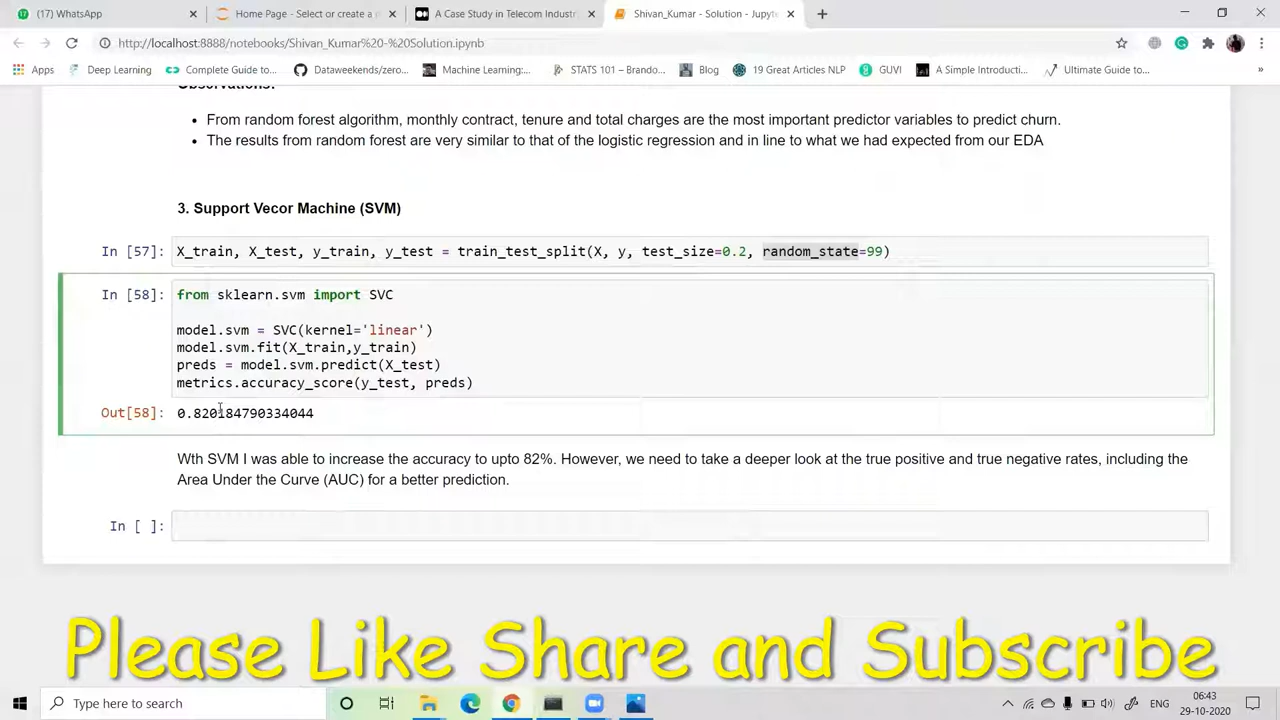 WhatsApp
Home Page - Select or create a n
A Case Study in Telecom Industr
Shivan_Kumar - Solution - Jupyte
http://localhost:8888/notebooks/Shivan_Kumar%20-%20Solution.ipynb
Apps
Deep Learning
Complete Guide to...
Dataweekends/zero...
Machine Learning:...
STATS 101 – Brando...
Blog
19 Great Articles NLP
GUVI
A Simple Introducti...
Ultimate Guide to...
»
Observations:
• From random forest algorithm, monthly contract, tenure and total charges are the most important predictor variables to predict churn.
• The results from random forest are very similar to that of the logistic regression and in line to what we had expected from our EDA
3. Support Vecor Machine (SVM)
In [57]: X_train, X_test, y_train, y_test = train_test_split(X, y, test_size=0.2, random_state=99)
In [58]: from sklearn.svm import SVC
model.svm = SVC(kernel='linear')
model.svm.fit(X_train,y_train)
preds = model.svm.predict(X_test)
metrics.accuracy_score(y_test, preds)
Out[58]: 0.820184790334044
Wth SVM I was able to increase the accuracy to upto 82%. However, we need to take a deeper look at the true positive and true negative rates, including the
Area Under the Curve (AUC) for a better prediction.
In [ ]:
Please Like Share and Subscribe
Type here to search
ENG
06:43
29-10-2020